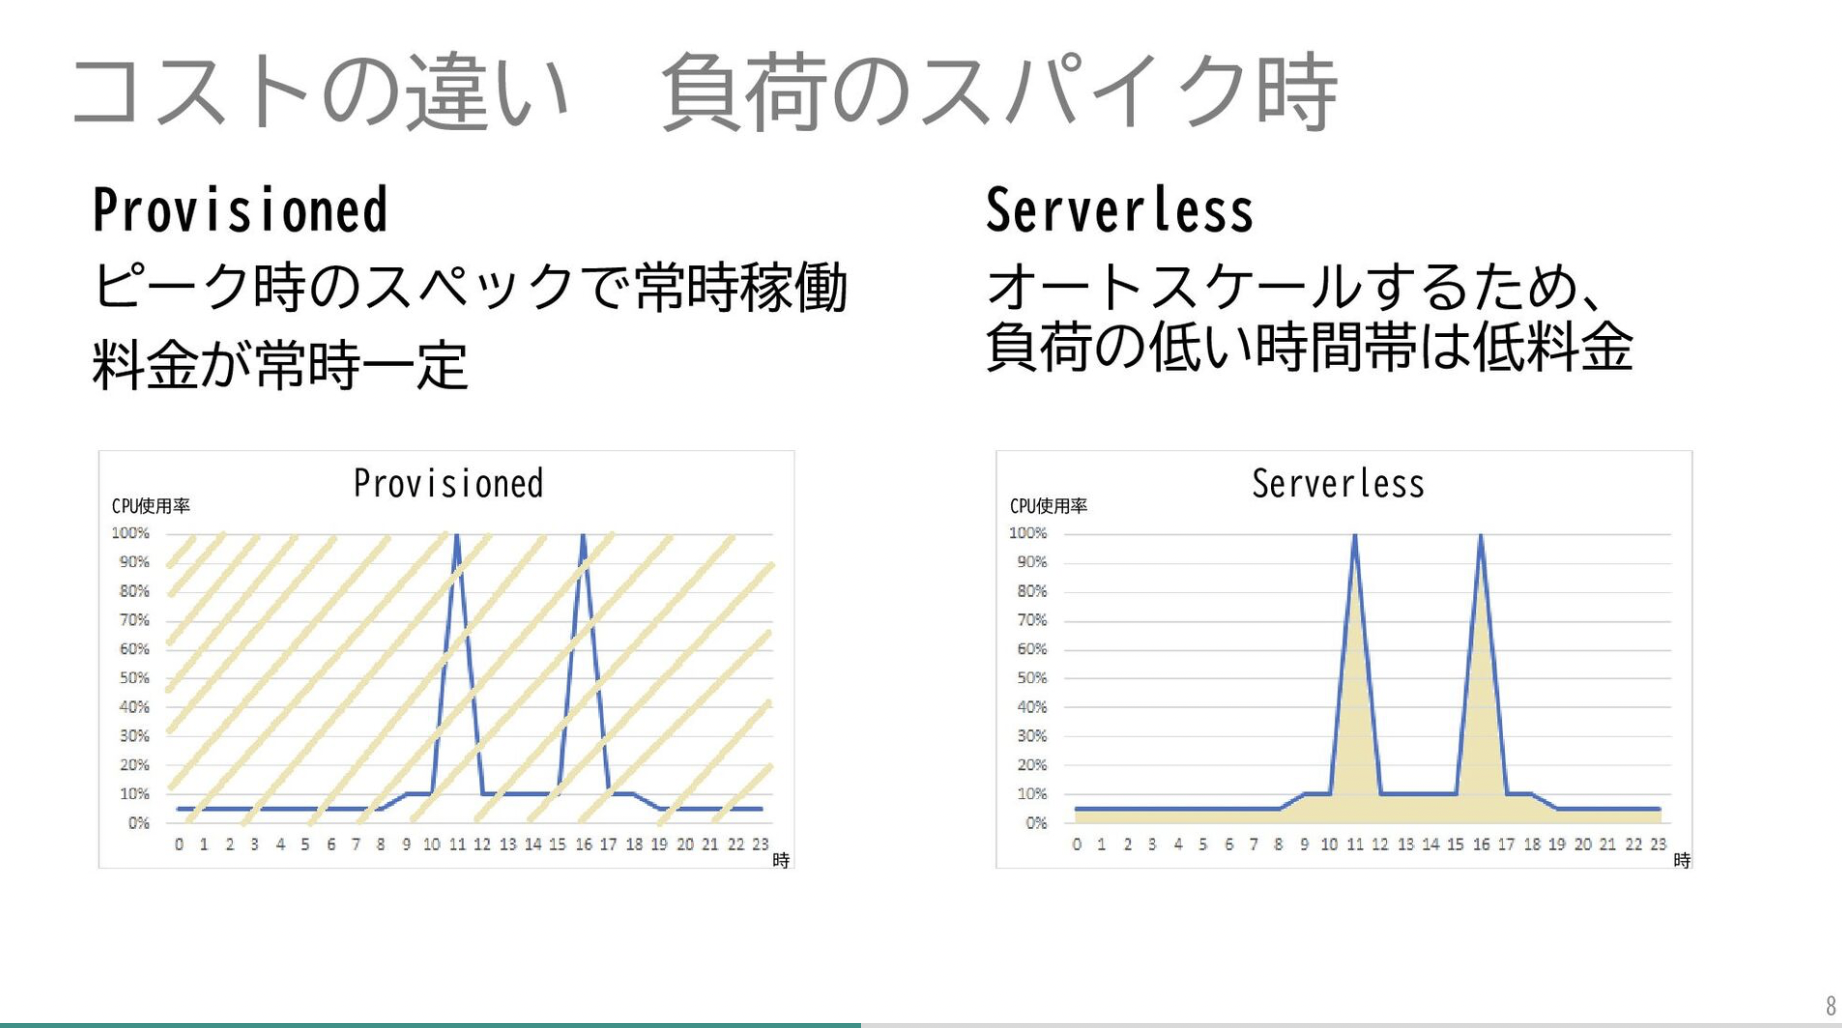 コストの違い　負荷のスパイク時
Provisioned
ピーク時のスペックで常時稼働
料金が常時一定
Serverless
オートスケールするため、
負荷の低い時間帯は低料金
Provisioned
CPU使用率
100%
90%
80%
70%
60%
50%
40%
30%
20%
10%
0%
0 1 2 3 4 5 6 7 8 9 10 11 12 13 14 15 16 17 18 19 20 21 22 23
時
Serverless
CPU使用率
100%
90%
80%
70%
60%
50%
40%
30%
20%
10%
0%
0 1 2 3 4 5 6 7 8 9 10 11 12 13 14 15 16 17 18 19 20 21 22 23
時
8